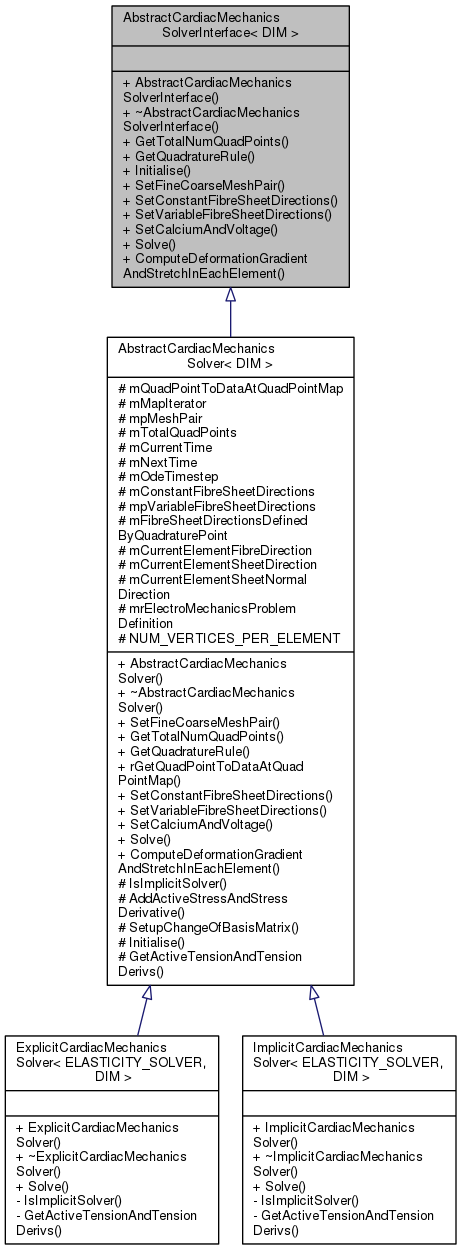 AbstractCardiacMechanics
SolverInterface< DIM >
+ AbstractCardiacMechanics
SolverInterface()
+ ~AbstractCardiacMechanics
SolverInterface()
+ GetTotalNumQuadPoints()
+ GetQuadratureRule()
+ Initialise()
+ SetFineCoarseMeshPair()
+ SetConstantFibreSheetDirections()
+ SetVariableFibreSheetDirections()
+ SetCalciumAndVoltage()
+ Solve()
+ ComputeDeformationGradient
AndStretchInEachElement()
AbstractCardiacMechanics
Solver< DIM >
# mQuadPointToDataAtQuadPointMap
# mMapIterator
# mpMeshPair
# mTotalQuadPoints
# mCurrentTime
# mNextTime
# mOdeTimestep
# mConstantFibreSheetDirections
# mpVariableFibreSheetDirections
# mFibreSheetDirectionsDefined
ByQuadraturePoint
# mCurrentElementFibreDirection
# mCurrentElementSheetDirection
# mCurrentElementSheetNormal
Direction
# mrElectroMechanicsProblem
Definition
# NUM_VERTICES_PER_ELEMENT
+ AbstractCardiacMechanics
Solver()
+ ~AbstractCardiacMechanics
Solver()
+ SetFineCoarseMeshPair()
+ GetTotalNumQuadPoints()
+ GetQuadratureRule()
+ rGetQuadPointToDataAtQuad
PointMap()
+ SetConstantFibreSheetDirections()
+ SetVariableFibreSheetDirections()
+ SetCalciumAndVoltage()
+ Solve()
+ ComputeDeformationGradient
AndStretchInEachElement()
# IsImplicitSolver()
# AddActiveStressAndStress
Derivative()
# SetupChangeOfBasisMatrix()
# Initialise()
# GetActiveTensionAndTension
Derivs()
ExplicitCardiacMechanics
Solver< ELASTICITY_SOLVER,
DIM >
+ ExplicitCardiacMechanics
Solver()
+ ~ExplicitCardiacMechanics
Solver()
+ Solve()
- IsImplicitSolver()
- GetActiveTensionAndTension
Derivs()
ImplicitCardiacMechanics
Solver< ELASTICITY_SOLVER,
DIM >
+ ImplicitCardiacMechanics
Solver()
+ ~ImplicitCardiacMechanics
Solver()
+ Solve()
- IsImplicitSolver()
- GetActiveTensionAndTension
Derivs()